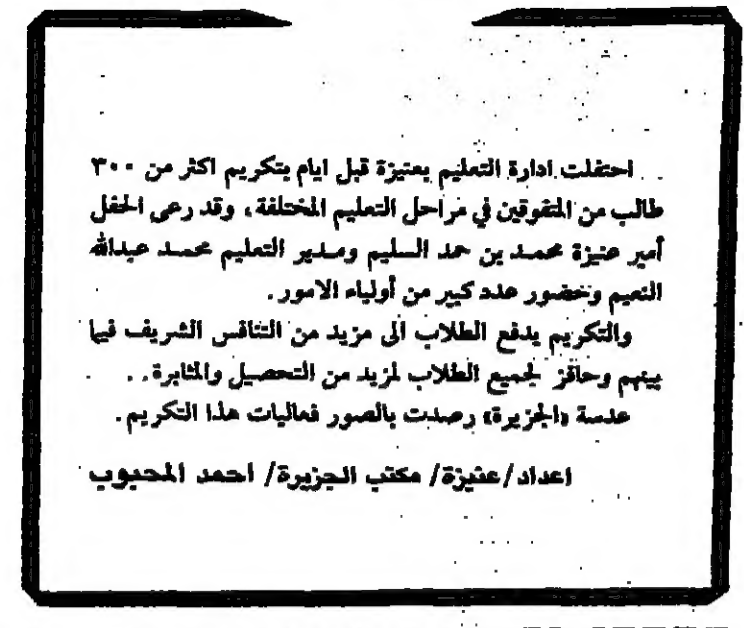 احتفلت ادارة التعليم بعنيزة قبل ايام بتكريم اكثر من ٣٠٠
طالب من المتفوقين في مراحل التعليم المختلفة، وقد رعى الحفل
أمير عنيزة محمد بن حمد السليم ومدير التعليم محمد عبدالله
النعيم وحضور عدد كبير من أولياء الامور.
والتكريم يدفع الطلاب الى مزيد من التنافس الشريف فيما
بينهم وحافز لجميع الطلاب لمزيد من التحصيل والمثابرة..
عدسة «الجزيرة» رصدت بالصور فعاليات هذا التكريم.
اعداد/عنيزة/ مكتب الجزيرة/ احمد المحبوب